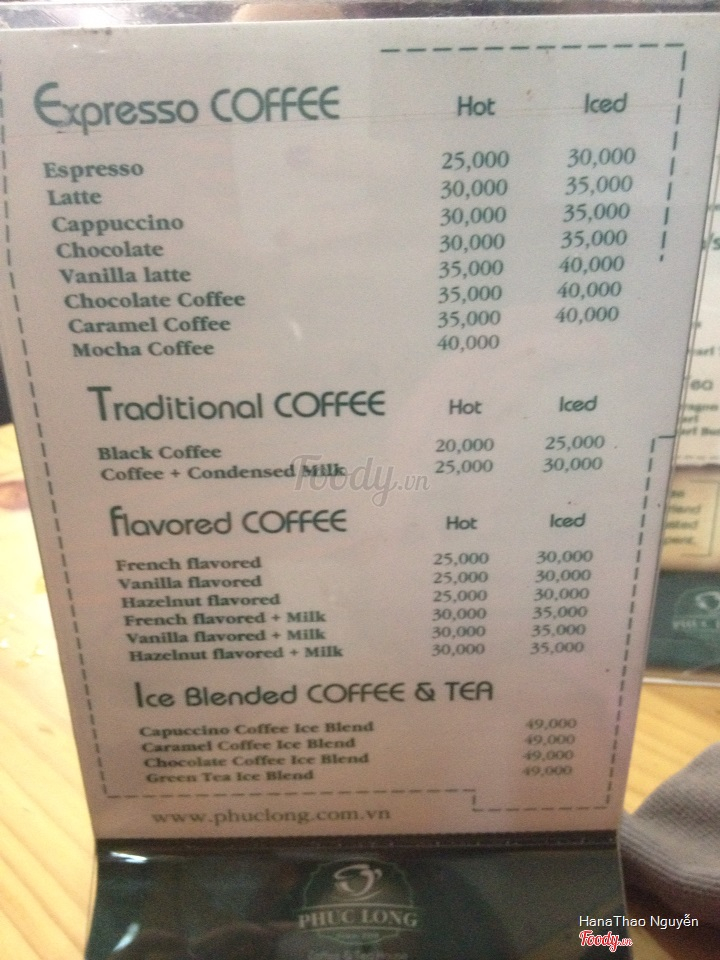 Expresso COFFEE Hot Iced
Espresso 25,000 30,000
Latte 30,000 35,000
Cappuccino 30,000 35,000
Chocolate 30,000 35,000
Vanilla latte 35,000 40,000
Chocolate Coffee 35,000 40,000
Caramel Coffee 35,000 40,000
Mocha Coffee 40,000
Traditional COFFEE Hot Iced
Black Coffee 20,000 25,000
Coffee + Condensed Milk 25,000 30,000
Foody.vn
flavored COFFEE Hot Iced
French flavored 25,000 30,000
Vanilla flavored 25,000 30,000
Hazelnut flavored 25,000 30,000
French flavored + Milk 30,000 35,000
Vanilla flavored + Milk 30,000 35,000
Hazelnut flavored + Milk 30,000 35,000
Ice Blended COFFEE & TEA
Capuccino Coffee Ice Blend 49,000
Caramel Coffee Ice Blend 49,000
Chocolate Coffee Ice Blend 49,000
Green Tea Ice Blend 49,000
www.phuclong.com.vn
PHUC LONG
HanaThao Nguyễn
Foody.vn